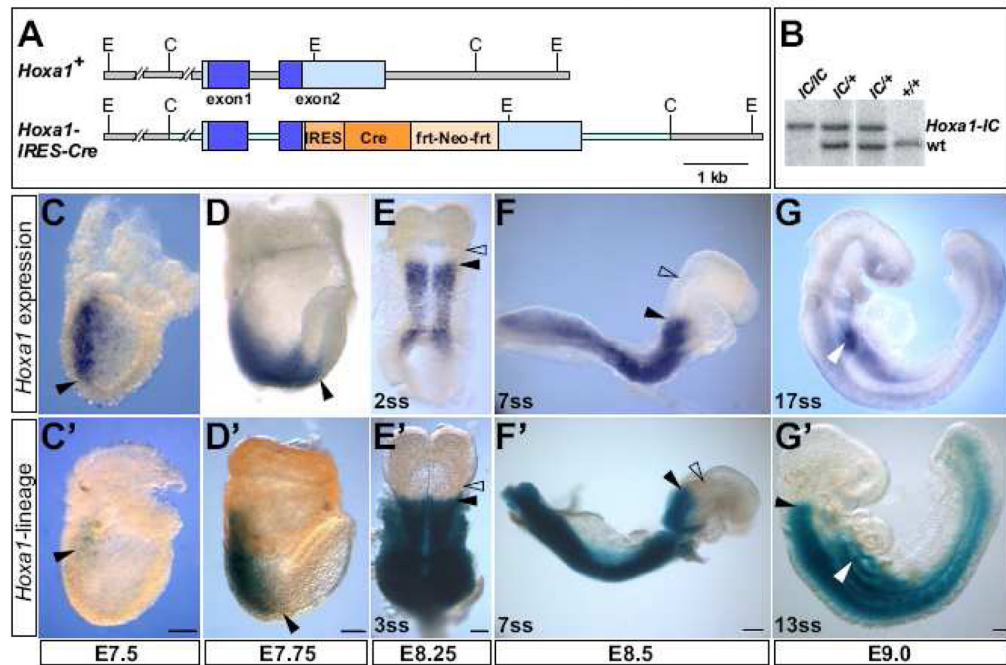 A
E C E C E
Hoxa1+
exon1 exon2
E C E C E
Hoxa1-
IRES-Cre
IRES Cre frt-Neo-frt
1 kb
B
IC/IC IC/+ IC/+ +/+
Hoxa1-IC
wt
Hoxa1 expression
C
D
E
2ss
F
7ss
G
17ss
Hoxa1-lineage
C'
D'
E'
3ss
F'
7ss
G'
13ss
E7.5 E7.75 E8.25 E8.5 E9.0